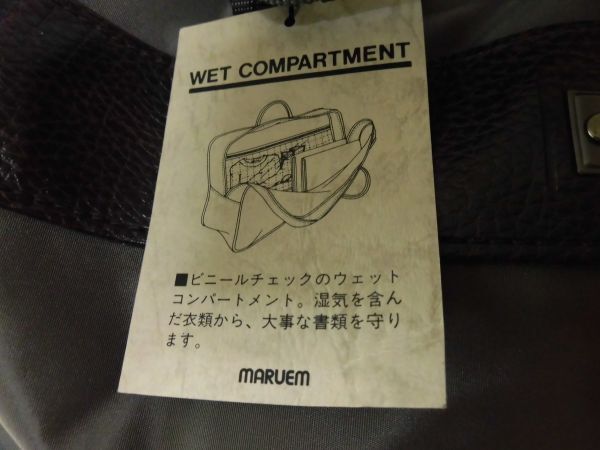 WET COMPARTMENT
■ビニールチェックのウェット
コンパートメント。湿気を含ん
だ衣類から、大事な書類を守り
ます。
MARUEM